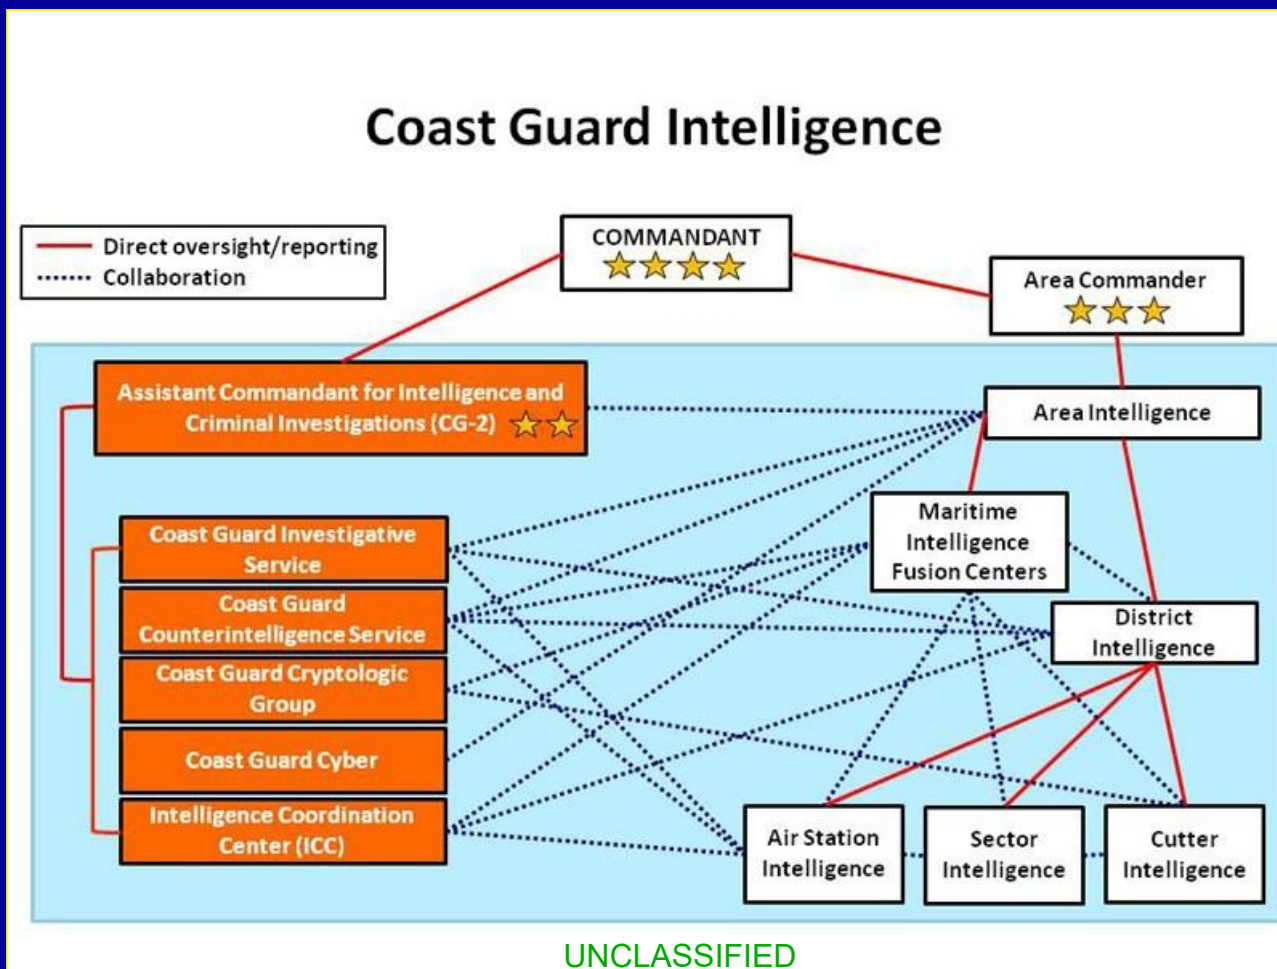 Coast Guard Intelligence
Direct oversight/reporting
Collaboration
COMMANDANT
Area Commander
Assistant Commandant for Intelligence and
Criminal Investigations (CG-2)
Area Intelligence
Maritime
Intelligence
Fusion Centers
Coast Guard Investigative
Service
Coast Guard
Counterintelligence Service
District
Intelligence
Coast Guard Cryptologic
Group
Coast Guard Cyber
Intelligence Coordination
Center (ICC)
Air Station
Intelligence
Sector
Intelligence
Cutter
Intelligence
UNCLASSIFIED